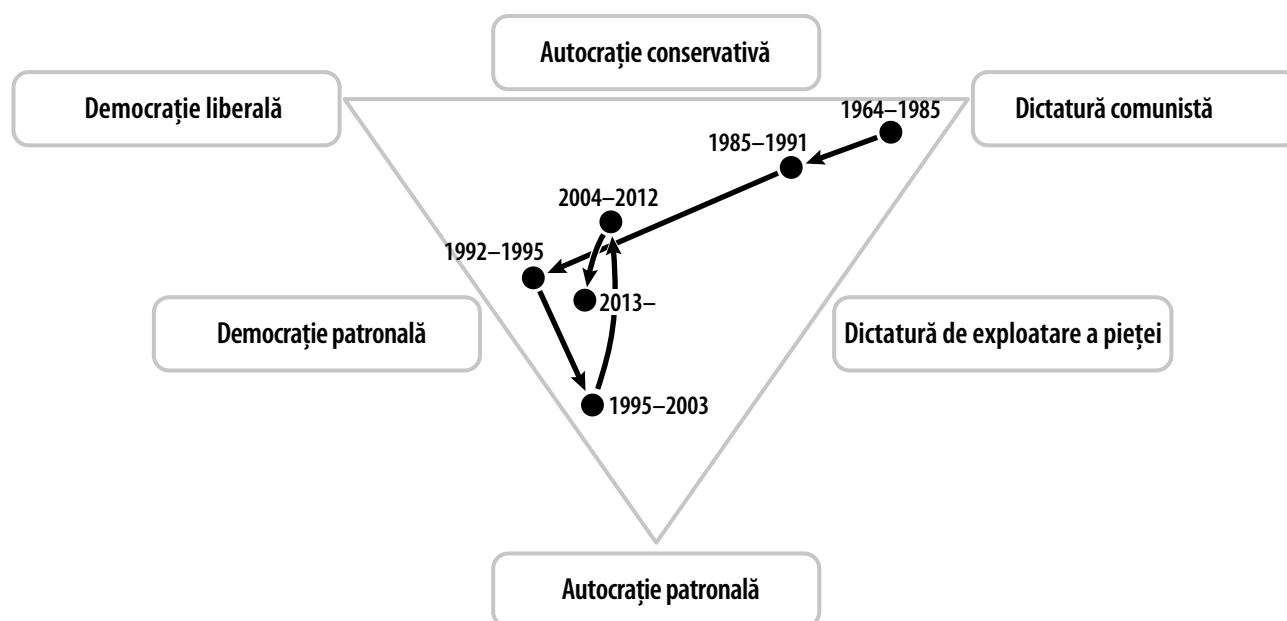 Autocrație conservativă
Democrație liberală
Dictatură comunistă
1964–1985
1985–1991
2004–2012
1992–1995
2013–
Democrație patronală
Dictatură de exploatare a pieței
1995–2003
Autocrație patronală